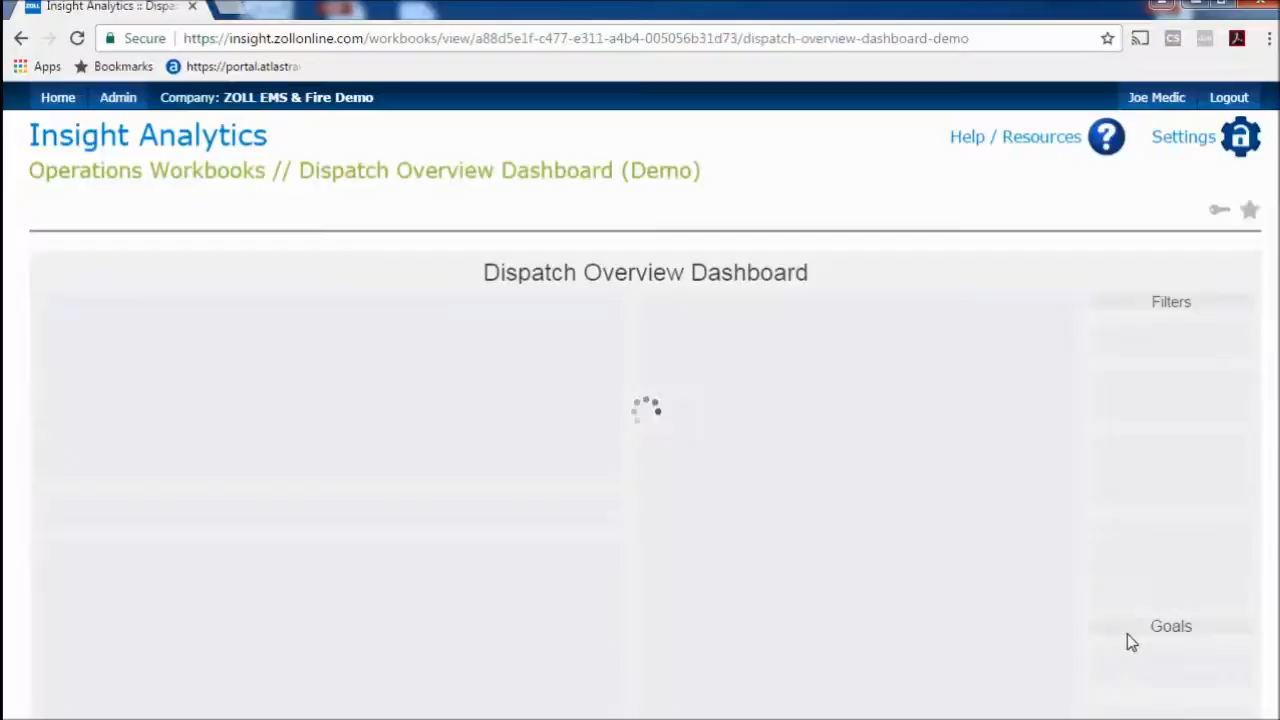 ZOLL Insight Analytics :: Dispa
Secure https://insight.zollonline.com/workbooks/view/a88d5e1f-c477-e311-a4b4-005056b31d73/dispatch-overview-dashboard-demo
Apps Bookmarks https://portal.atlastra
Home Admin Company: ZOLL EMS & Fire Demo Joe Medic Logout
Insight Analytics Help / Resources ? Settings
Operations Workbooks // Dispatch Overview Dashboard (Demo)
Dispatch Overview Dashboard
Filters
Goals